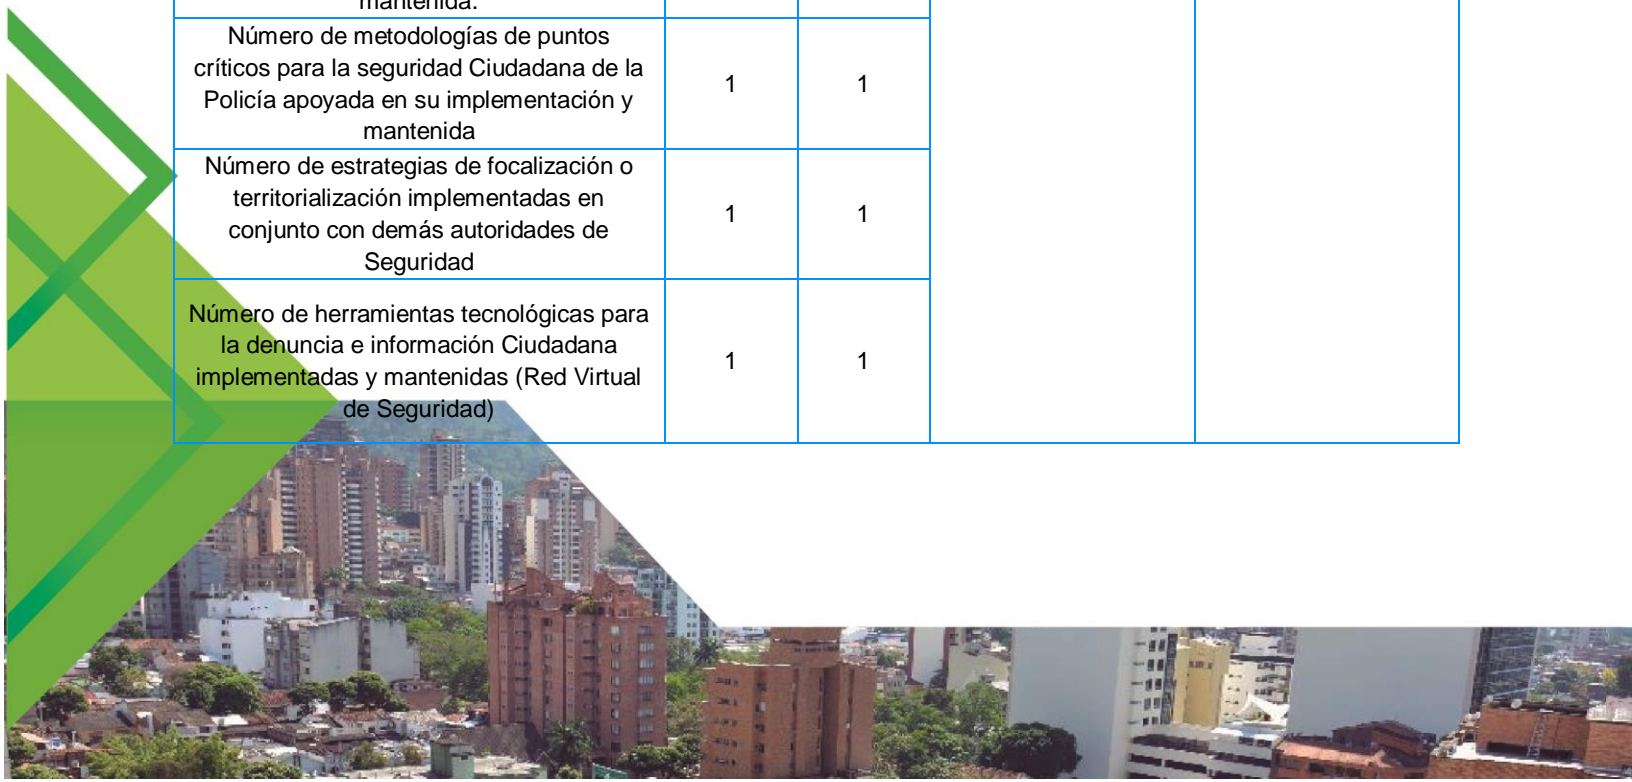 mantenida.
Número de metodologías de puntos
críticos para la seguridad Ciudadana de la
Policía apoyada en su implementación y
mantenida
1
1
Número de estrategias de focalización o
territorialización implementadas en
conjunto con demás autoridades de
Seguridad
1
1
Número de herramientas tecnológicas para
la denuncia e información Ciudadana
implementadas y mantenidas (Red Virtual
de Seguridad)
1
1